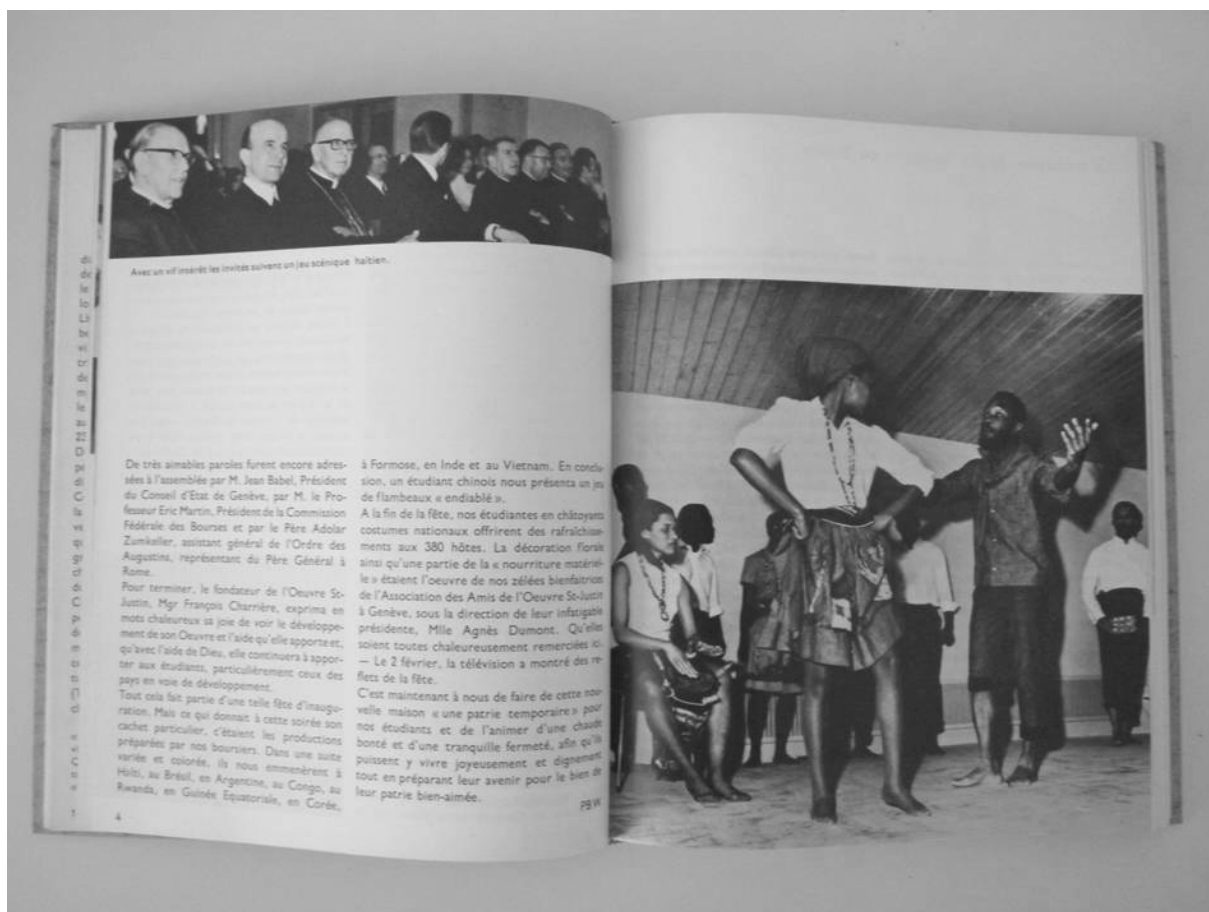 Avec un vif intérêt les invités suivent un jeu scénique haïtien.
De très aimables paroles furent encore adres-
sées à l'assemblée par M. Jean Babel, Président
du Conseil d'Etat de Genève, par M. le Pro-
fesseur Eric Martin, Président de la Commission
Fédérale des Bourses et par le Père Adolar
Zumkeller, assistant général de l'Ordre des
Augustins, représentant du Père Général à
Rome.
Pour terminer, le fondateur de l'Oeuvre St-
Justin, Mgr François Charrière, exprima en
mots chaleureux sa joie de voir le développe-
ment de son Oeuvre et l'aide qu'elle apporte et,
qu'avec l'aide de Dieu, elle continuera à appor-
ter aux étudiants, particulièrement ceux des
pays en voie de développement.
Tout cela fait partie d'une telle fête d'inaugu-
ration. Mais ce qui donnait à cette soirée son
cachet particulier, c'étaient les productions
préparées par nos boursiers. Dans une suite
variée et colorée, ils nous emmenèrent à
Haïti, au Brésil, en Argentine, au Congo, au
Rwanda, en Guinée Equatoriale, en Corée,
4
à Formose, en Inde et au Vietnam. En conclu-
sion, un étudiant chinois nous présenta un jeu
de flambeaux « endiablé ».
A la fin de la fête, nos étudiantes en châtoyants
costumes nationaux offrirent des rafraîchisse-
ments aux 380 hôtes. La décoration florale
ainsi qu'une partie de la « nourriture matériel-
le » étaient l'oeuvre de nos zélées bienfaitrices
de l'Association des Amis de l'Oeuvre St-Justin
à Genève, sous la direction de leur infatigable
présidente, Mlle Agnès Dumont. Qu'elles
soient toutes chaleureusement remerciées ici.
— Le 2 février, la télévision a montré des re-
flets de la fête.
C'est maintenant à nous de faire de cette nou-
velle maison « une patrie temporaire » pour
nos étudiants et de l'animer d'une chaude
bonté et d'une tranquille fermeté, afin qu'ils
puissent y vivre joyeusement et dignement
tout en préparant leur avenir pour le bien de
leur patrie bien-aimée.
PBW